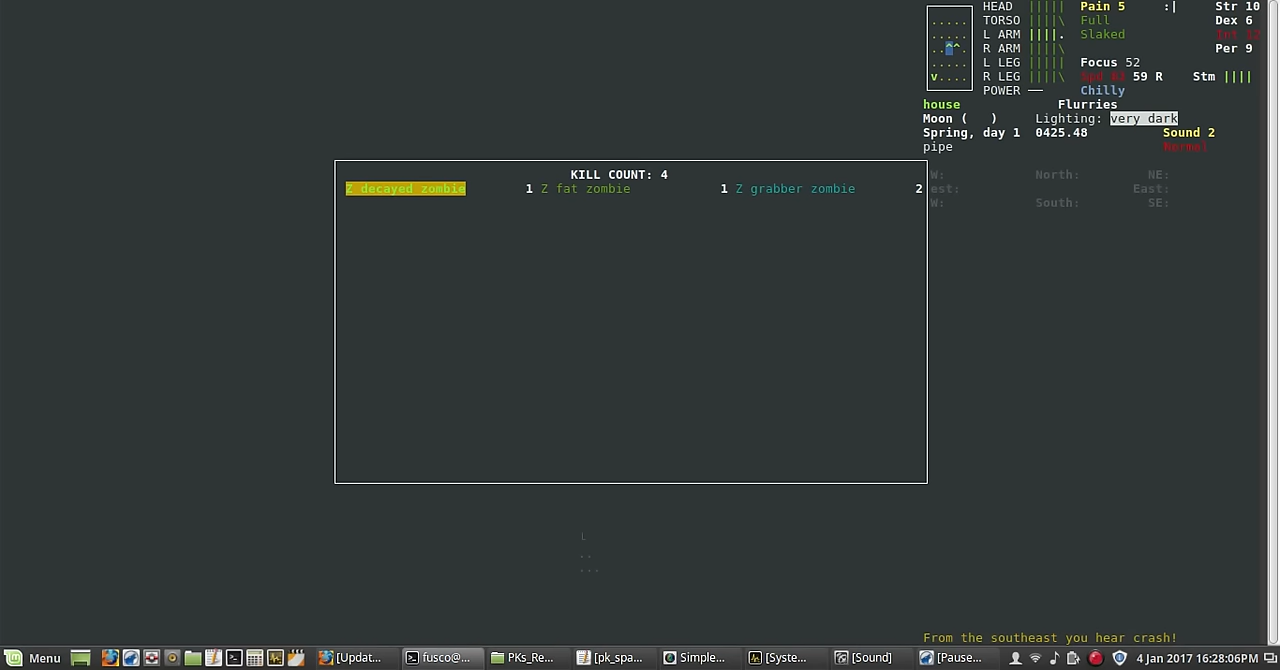 HEAD ||||| Pain 5 :| Str 10
..... TORSO ||||\ Full Dex 6
..... L ARM ||||. Slaked Int 12
..^^. R ARM ||||\ Per 9
..... L LEG ||||| Focus 52
v.... R LEG ||||\ 59 R Stm ||||
POWER — Chilly
house Flurries
Moon ( ) Lighting: very dark
Spring, day 1 0425.48 Sound 2
pipe Normal
KILL COUNT: 4
Z decayed zombie 1 Z fat zombie 1 Z grabber zombie 2
W: North: NE:
est: East:
W: South: SE:
L
..
...
From the southeast you hear crash!
Menu [Updat... fusco@... PKs_Re... [pk_spa... Simple... [Syste... [Sound] [Pause... 4 Jan 2017 16:28:06PM